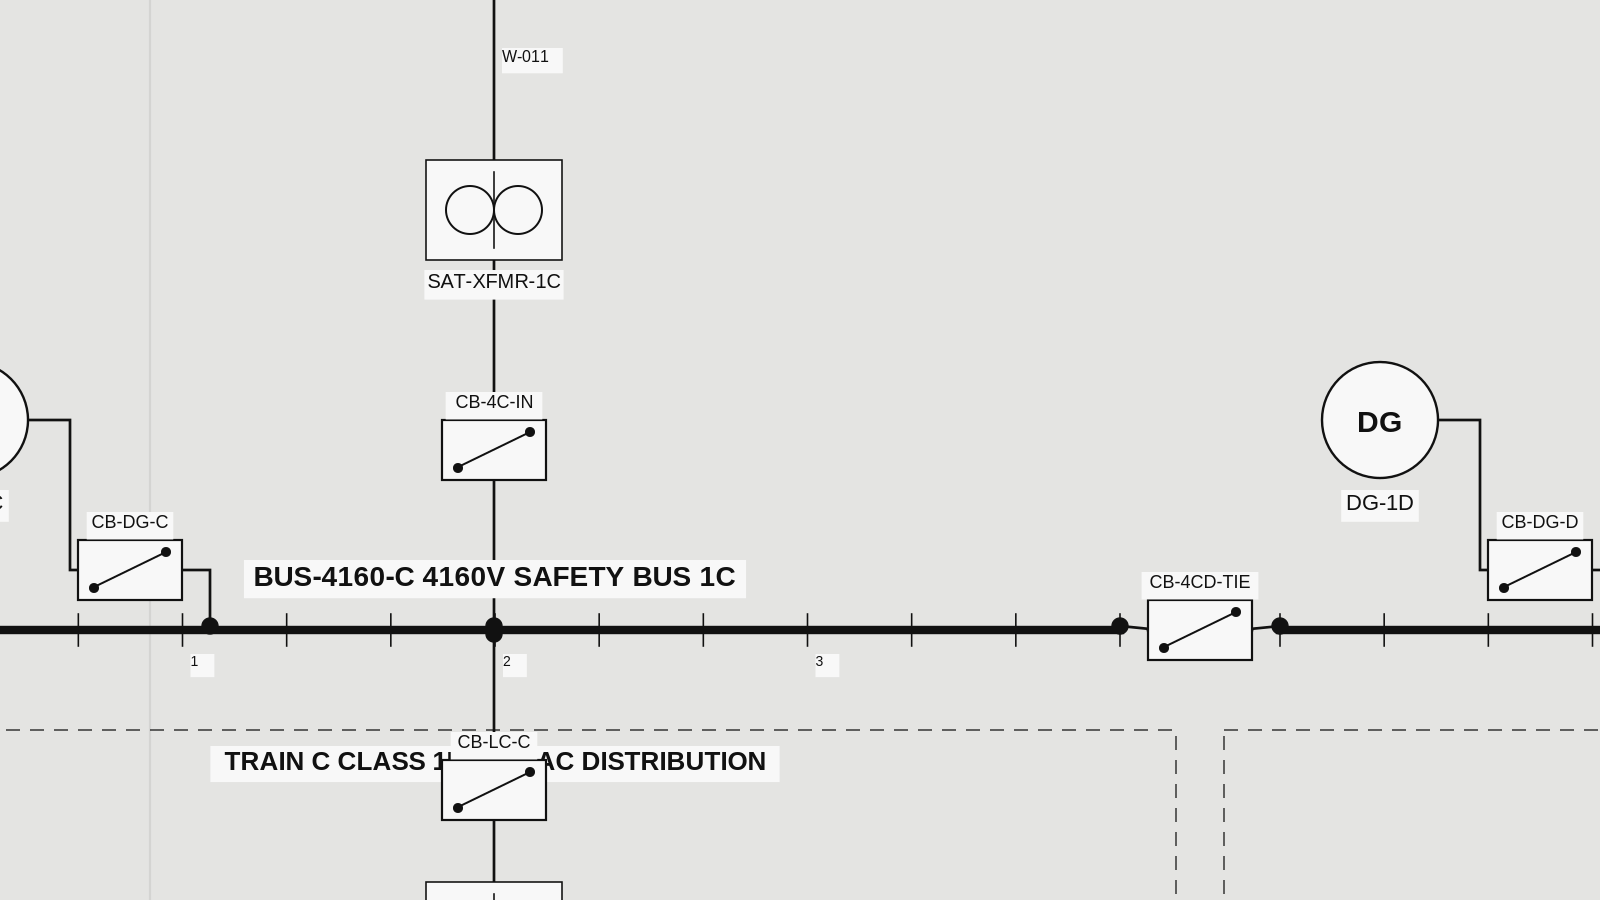 W-011
SAT-XFMR-1C
CB-4C-IN
DG
DG-1D
C
CB-DG-C
CB-DG-D
BUS-4160-C 4160V SAFETY BUS 1C
CB-4CD-TIE
1
2
3
CB-LC-C
TRAIN C CLASS AC DISTRIBUTION